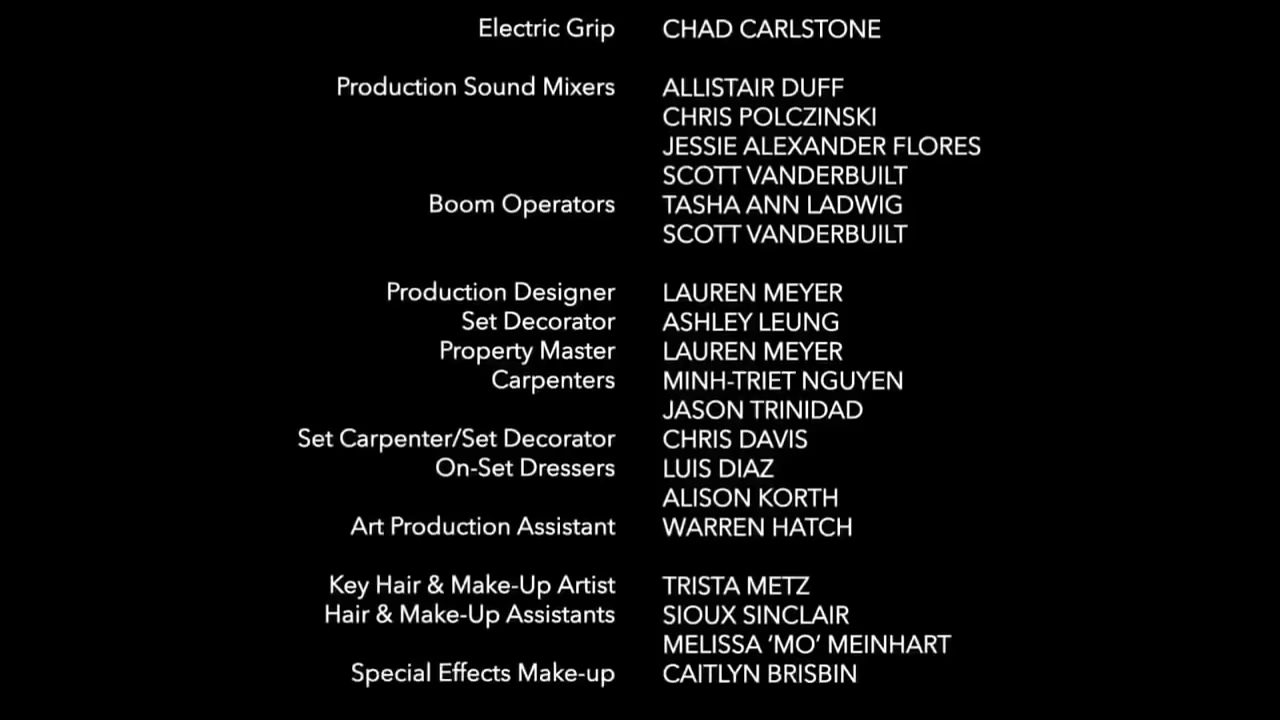 Electric Grip CHAD CARLSTONE
Production Sound Mixers ALLISTAIR DUFF
CHRIS POLCZINSKI
JESSIE ALEXANDER FLORES
SCOTT VANDERBUILT
Boom Operators TASHA ANN LADWIG
SCOTT VANDERBUILT
Production Designer LAUREN MEYER
Set Decorator ASHLEY LEUNG
Property Master LAUREN MEYER
Carpenters MINH-TRIET NGUYEN
JASON TRINIDAD
Set Carpenter/Set Decorator CHRIS DAVIS
On-Set Dressers LUIS DIAZ
ALISON KORTH
Art Production Assistant WARREN HATCH
Key Hair & Make-Up Artist TRISTA METZ
Hair & Make-Up Assistants SIOUX SINCLAIR
MELISSA ‘MO’ MEINHART
Special Effects Make-up CAITLYN BRISBIN